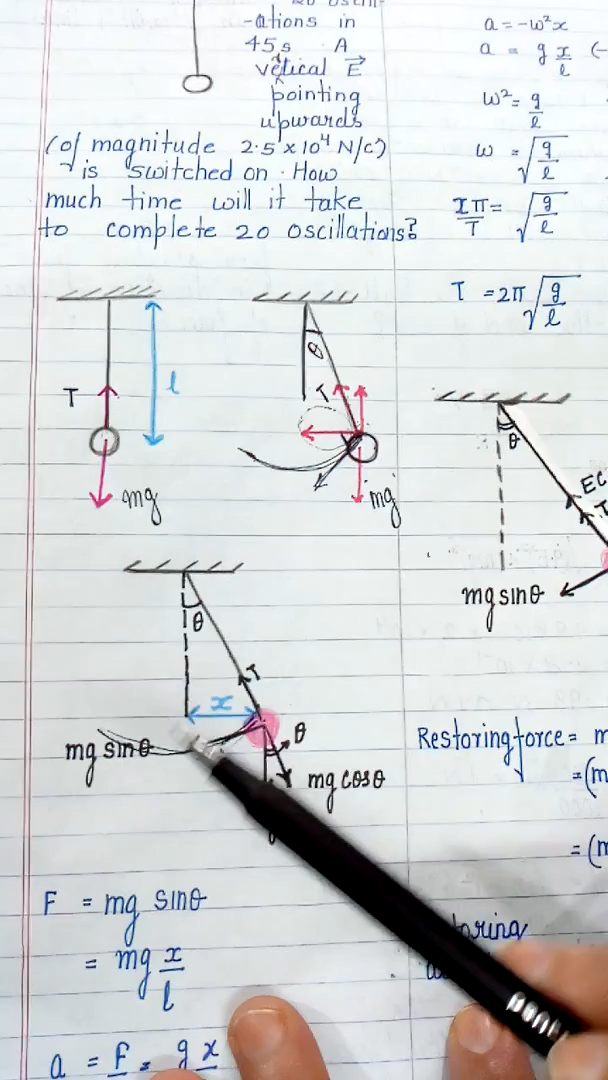 -ations in
45s. A
vertical E
pointing
upwards
(of magnitude 2.5 x 10⁴ N/C)
is switched on. How
much time will it take
to complete 20 oscillations?
a = -ω²x
a = g x/l (-
ω² = g/l
ω = √g/l
π/T = √g/l
T = 2π √g/l
T
l
mg
θ
T
mg
θ
EC
T
mg sinθ
θ
T
x
mg sinθ
θ
mg cosθ
F = mg sinθ
= mg x/l
a = F = g x
Restoring force = m
= (m
= (m